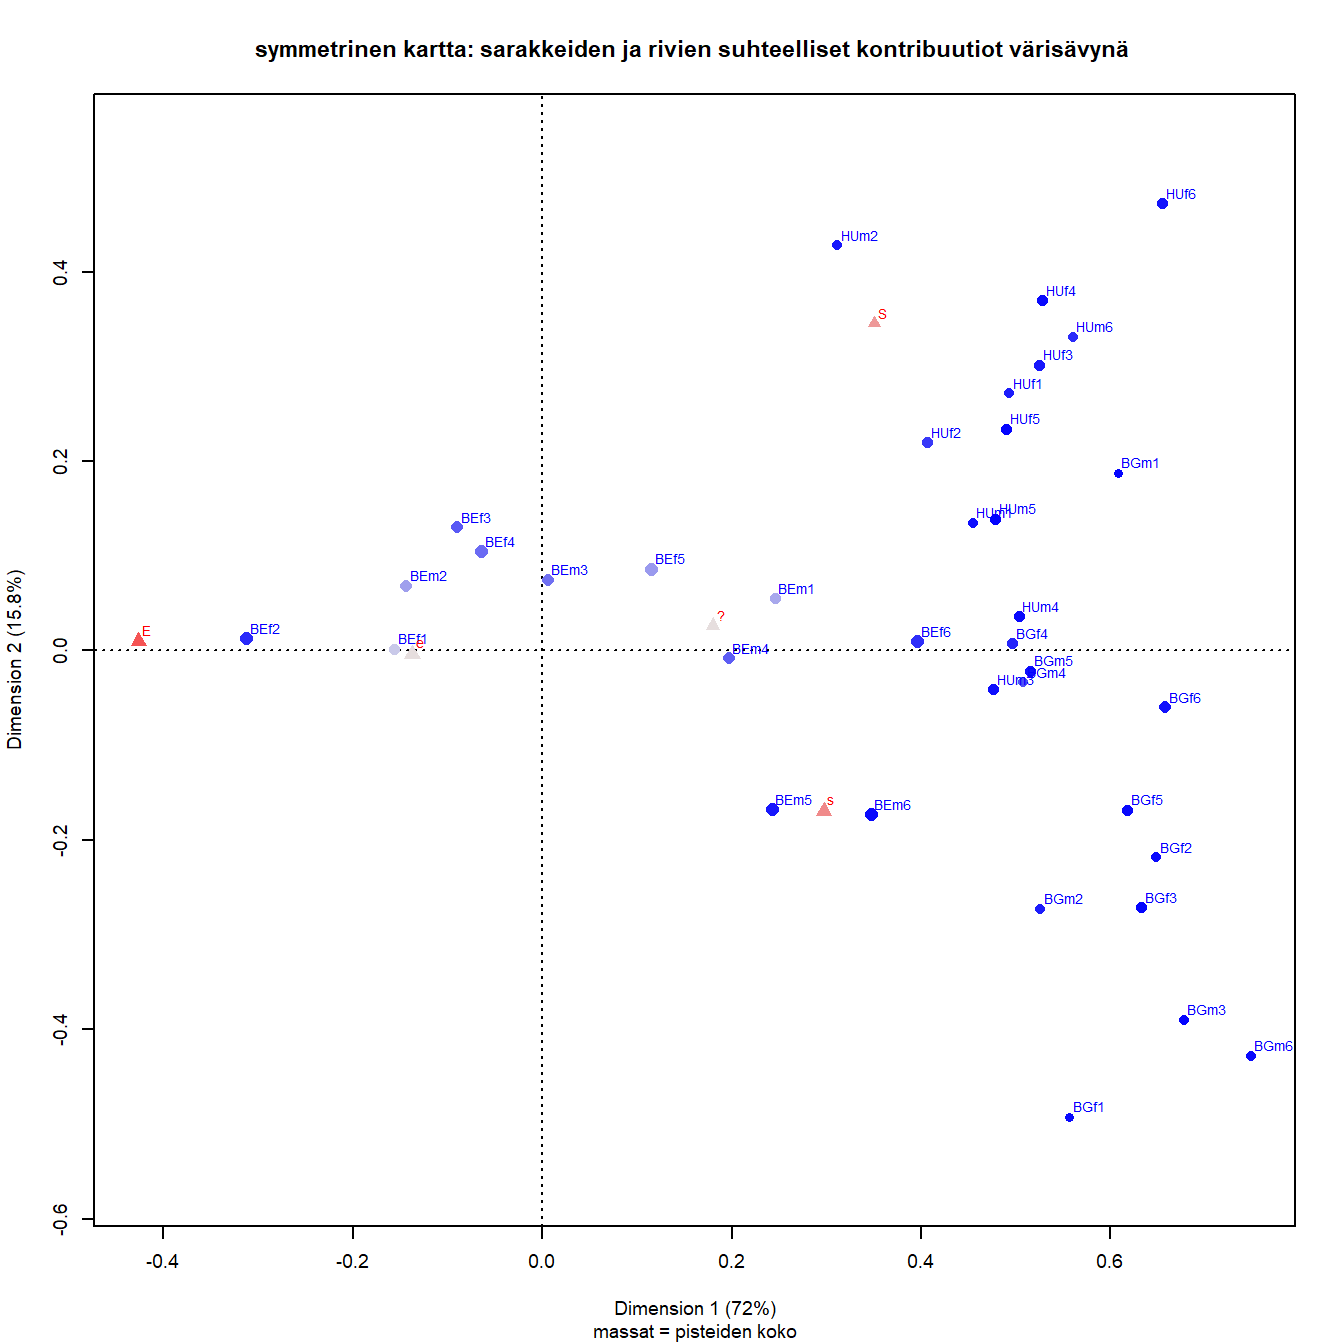 symmetrinen kartta: sarakkeiden ja rivien suhteelliset kontribuutiot värisävynä
HUf6
HUm2
HUf4
S
HUm6
HUf3
HUf1
HUf5
HUf2
BGm1
HUm5
HUm1
BEf3
BEf4
BEm3
BEf5
BEm2
BEm1
HUm4
?
E
BEf2
BEf1
e
BEm4
BEf6
BGf4
BGm5
BGm4
HUm3
BGf6
BEm5
s
BEm6
BGf5
BGf2
BGm2
BGf3
BGm3
BGm6
BGf1
0.4
0.2
0.0
-0.2
-0.4
-0.6
Dimension 2 (15.8%)
-0.4 -0.2 0.0 0.2 0.4 0.6
Dimension 1 (72%)
massat = pisteiden koko